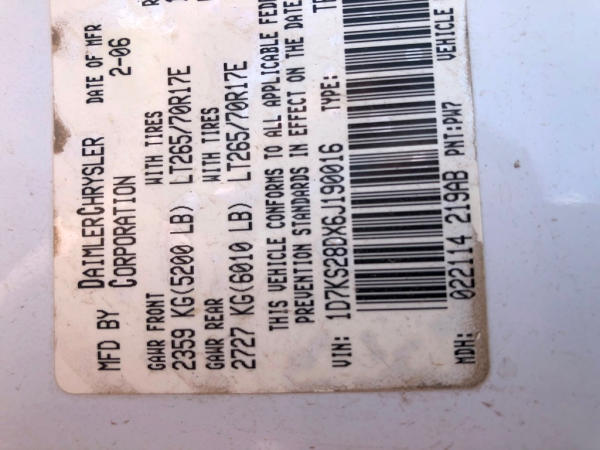 MFD BY DAIMLERCHRYSLER CORPORATION DATE OF MFR 2-06
GAWR FRONT WITH TIRES
2359 KG(5200 LB) LT265/70R17E
GAWR REAR WITH TIRES
2727 KG(6010 LB) LT265/70R17E
THIS VEHICLE CONFORMS TO ALL APPLICABLE
PREVENTION STANDARDS IN EFFECT ON THE DATE
VIN: 1D7KS28DX6J190016 TYPE:
MDH: 022114 219AB PNT:PW7 VEHICLE